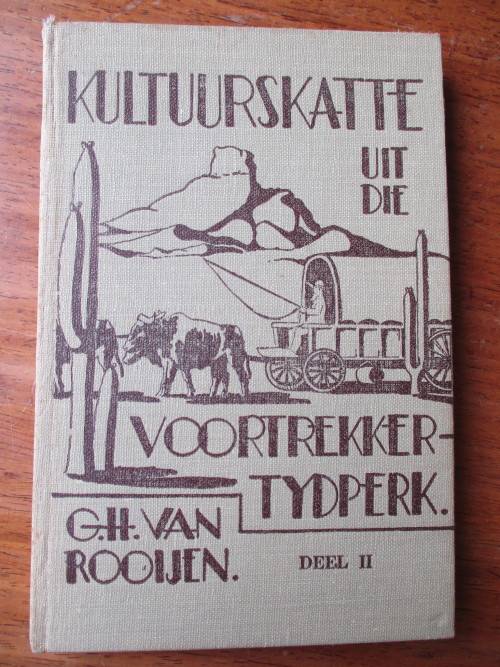 KULTUURSKATTE
UIT
DIE
VOORTREKKER-
TYDPERK.
G.H. VAN
ROOIJEN.
DEEL II